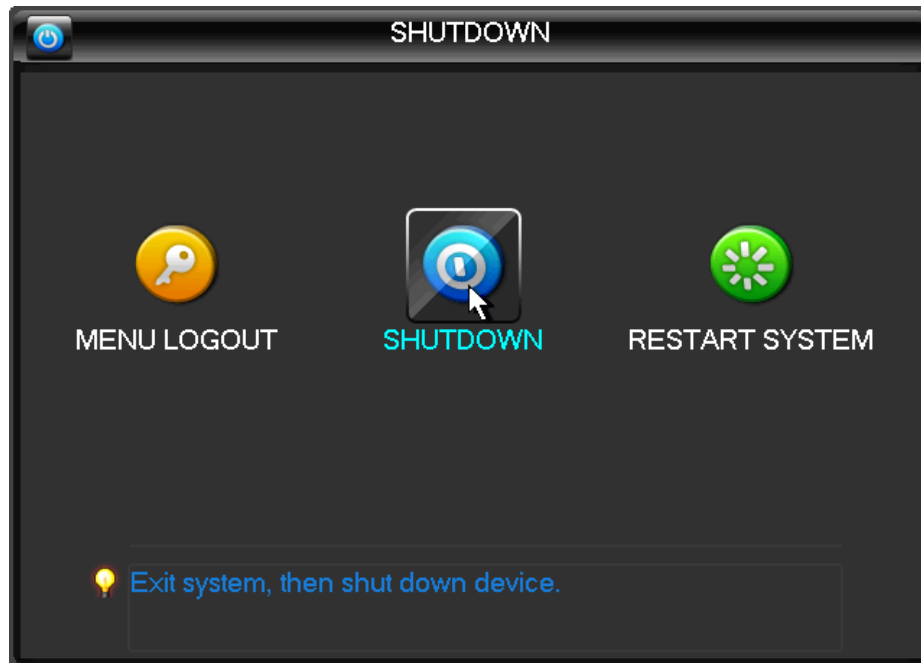 SHUTDOWN
MENU LOGOUT
SHUTDOWN
RESTART SYSTEM
Exit system, then shut down device.